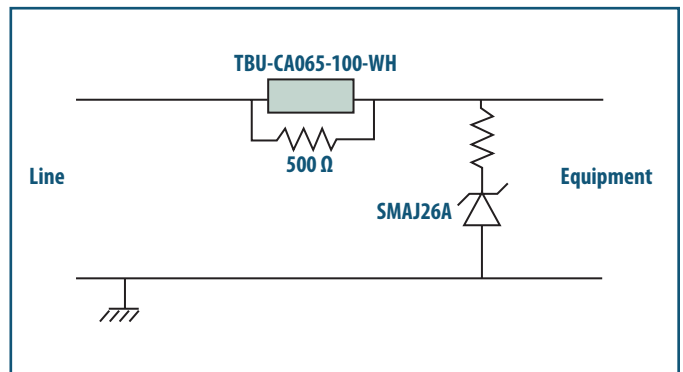 TBU-CA065-100-WH
500 Ω
Line
Equipment
SMAJ26A